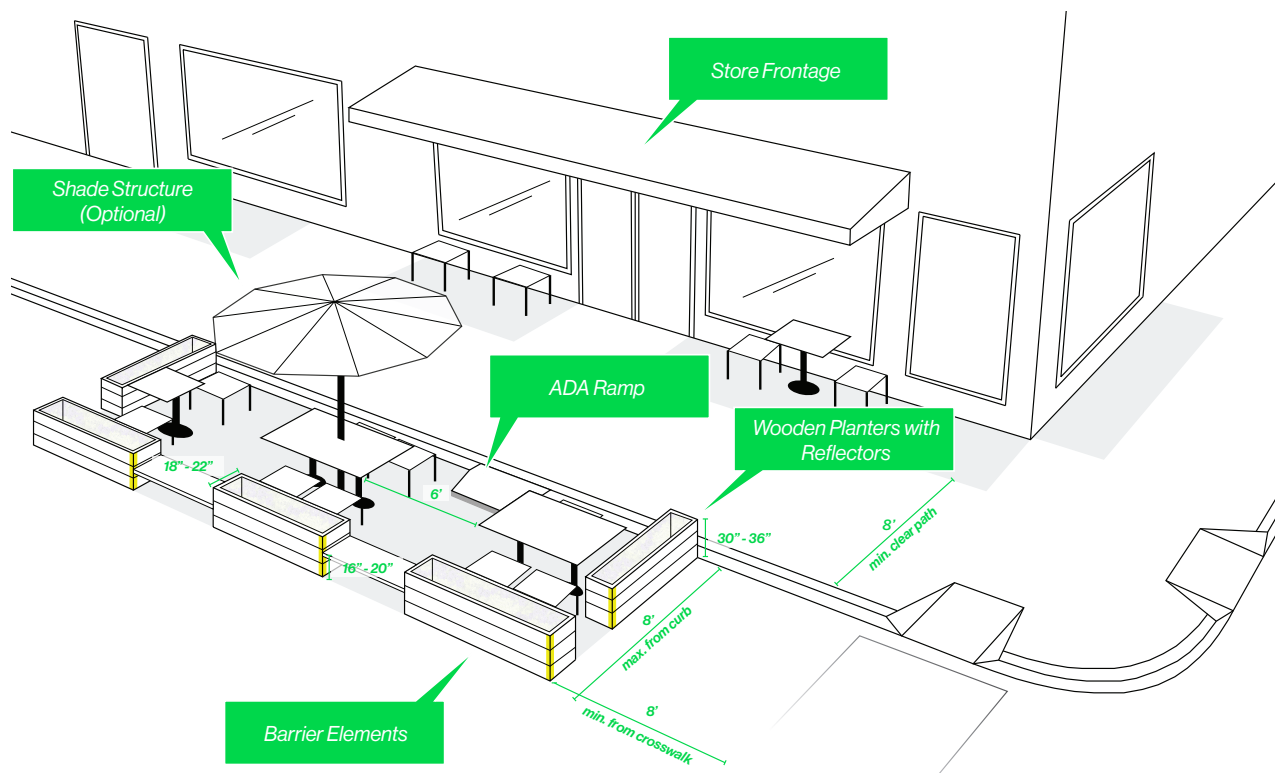 Store Frontage
Shade Structure
(Optional)
ADA Ramp
Wooden Planters with
Reflectors
18” - 22”
6’
8’
min. clear path
30” - 36”
16” - 20”
8’
max. from curb
8’
min. from crosswalk
Barrier Elements